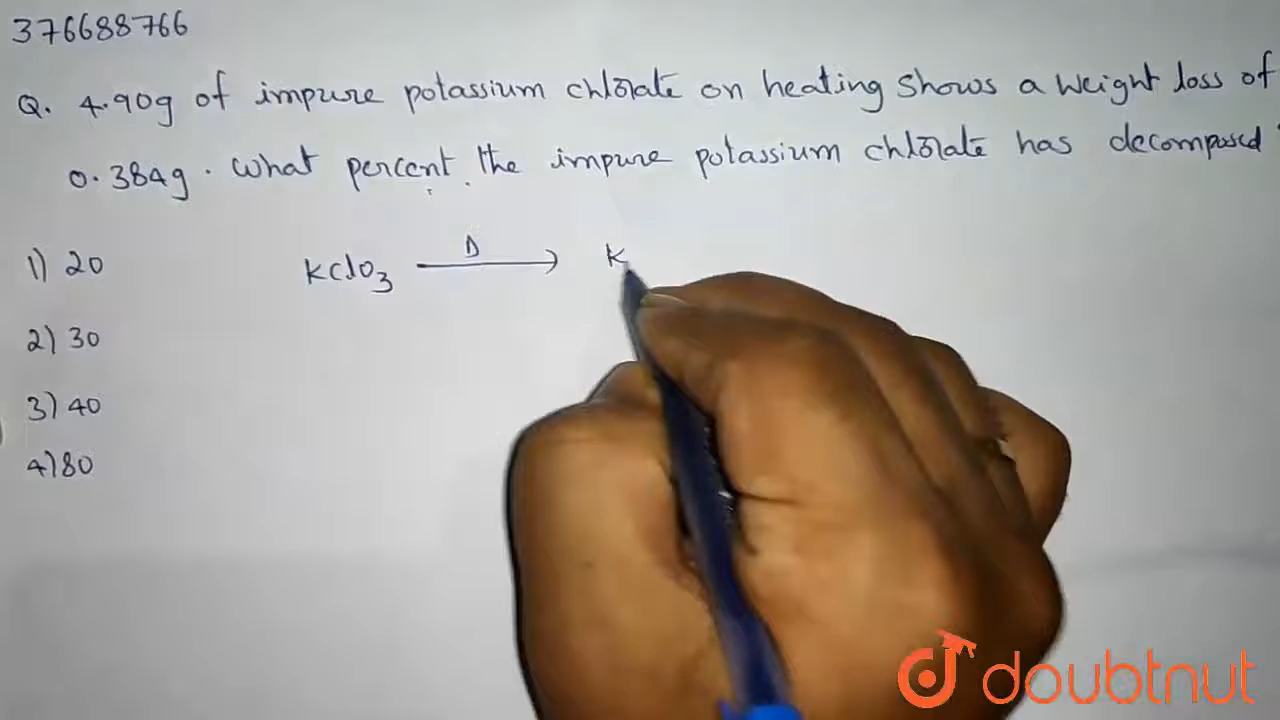 376688766
Q. 4.90g of impure potassium chlorate on heating shows a weight loss of
0.384g. what percent the impure potassium chlorate has decomposed
1) 20
KClO3 Δ→ K
2) 30
3) 40
4) 80
doubtnut